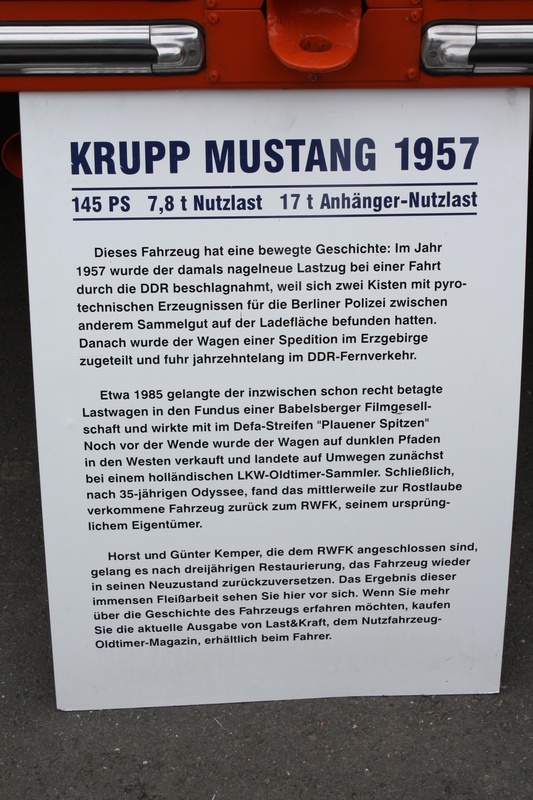 KRUPP MUSTANG 1957
145 PS 7,8 t Nutzlast 17 t Anhänger-Nutzlast
Dieses Fahrzeug hat eine bewegte Geschichte: Im Jahr
1957 wurde der damals nagelneue Lastzug bei einer Fahrt
durch die DDR beschlagnahmt, weil sich zwei Kisten mit pyro-
technischen Erzeugnissen für die Berliner Polizei zwischen
anderem Sammelgut auf der Ladefläche befunden hatten.
Danach wurde der Wagen einer Spedition im Erzgebirge
zugeteilt und fuhr jahrzehntelang im DDR-Fernverkehr.
Etwa 1985 gelangte der inzwischen schon recht betagte
Lastwagen in den Fundus einer Babelsberger Filmgesell-
schaft und wirkte mit im Defa-Streifen "Plauener Spitzen"
Noch vor der Wende wurde der Wagen auf dunklen Pfaden
in den Westen verkauft und landete auf Umwegen zunächst
bei einem holländischen LKW-Oldtimer-Sammler. Schließlich,
nach 35-jährigen Odyssee, fand das mittlerweile zur Rostlaube
verkommene Fahrzeug zurück zum RWFK, seinem ursprüng-
lichem Eigentümer.
Horst und Günter Kemper, die dem RWFK angeschlossen sind,
gelang es nach dreijährigen Restaurierung, das Fahrzeug wieder
in seinen Neuzustand zurückzuversetzen. Das Ergebnis dieser
immensen Fleißarbeit sehen Sie hier vor sich. Wenn Sie mehr
über die Geschichte des Fahrzeugs erfahren möchten, kaufen
Sie die aktuelle Ausgabe von Last&Kraft, dem Nutzfahrzeug-
Oldtimer-Magazin, erhältlich beim Fahrer.